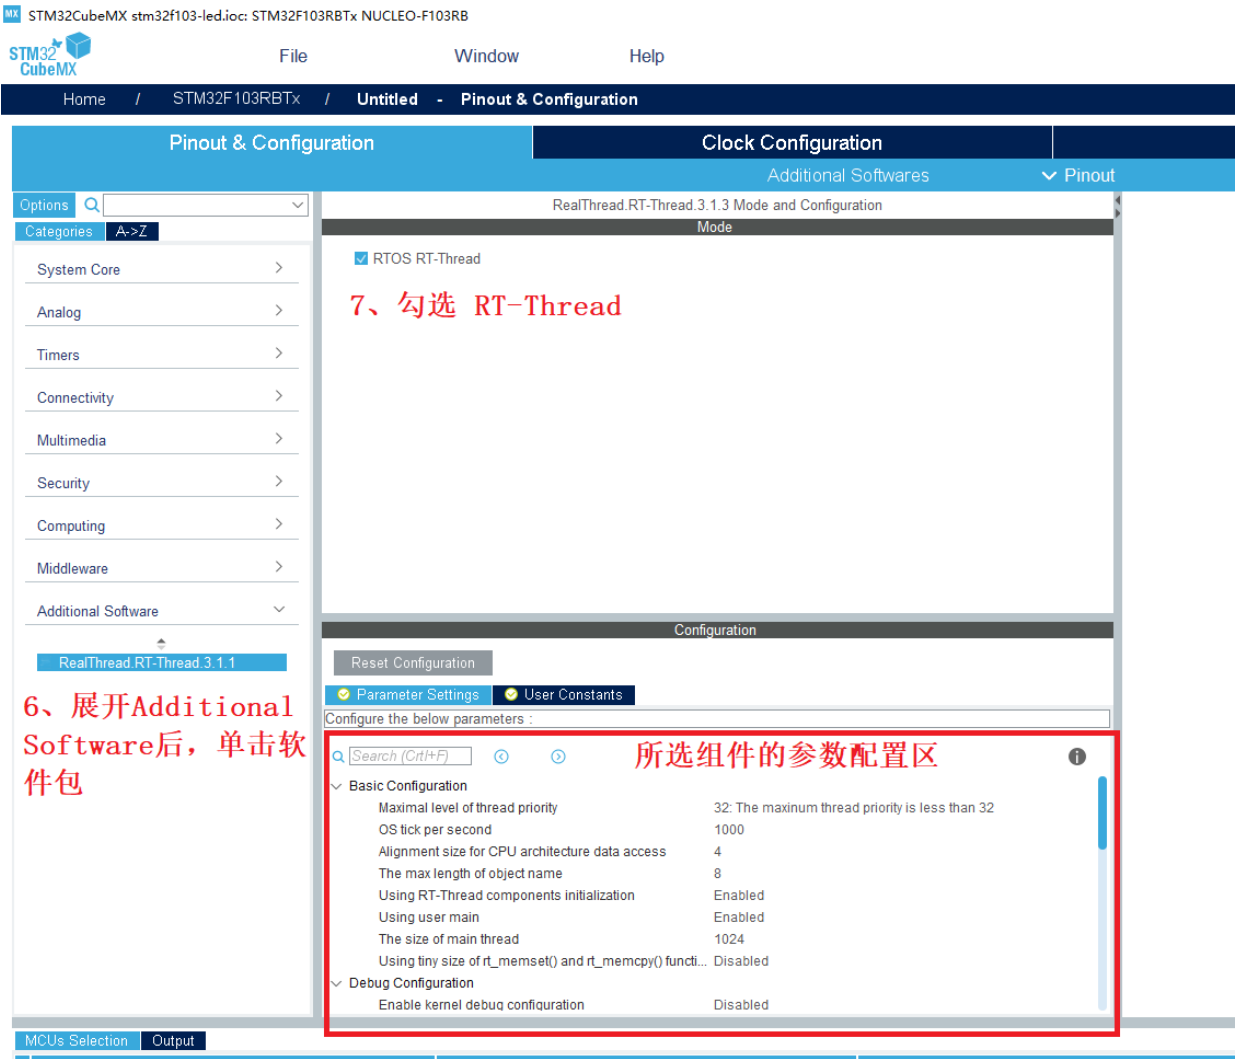 MX STM32CubeMX stm32f103-led.ioc: STM32F103RBTx NUCLEO-F103RB
STM32
CubeMX
File
Window
Help
Home / STM32F103RBTx / Untitled - Pinout & Configuration
Pinout & Configuration
Clock Configuration
Additional Softwares
Pinout
Options
Categories
A->Z
System Core
Analog
Timers
Connectivity
Multimedia
Security
Computing
Middleware
Additional Software
RealThread.RT-Thread.3.1.1
6、展开Additional
Software后，单击软
件包
RealThread.RT-Thread.3.1.3 Mode and Configuration
Mode
RTOS RT-Thread
7、勾选 RT-Thread
Configuration
Reset Configuration
Parameter Settings
User Constants
Configure the below parameters :
Search (Crtl+F)
所选组件的参数配置区
Basic Configuration
Maximal level of thread priority 32: The maxinum thread priority is less than 32
OS tick per second 1000
Alignment size for CPU architecture data access 4
The max length of object name 8
Using RT-Thread components initialization Enabled
Using user main Enabled
The size of main thread 1024
Using tiny size of rt_memset() and rt_memcpy() functi... Disabled
Debug Configuration
Enable kernel debug configuration Disabled
MCUs Selection
Output